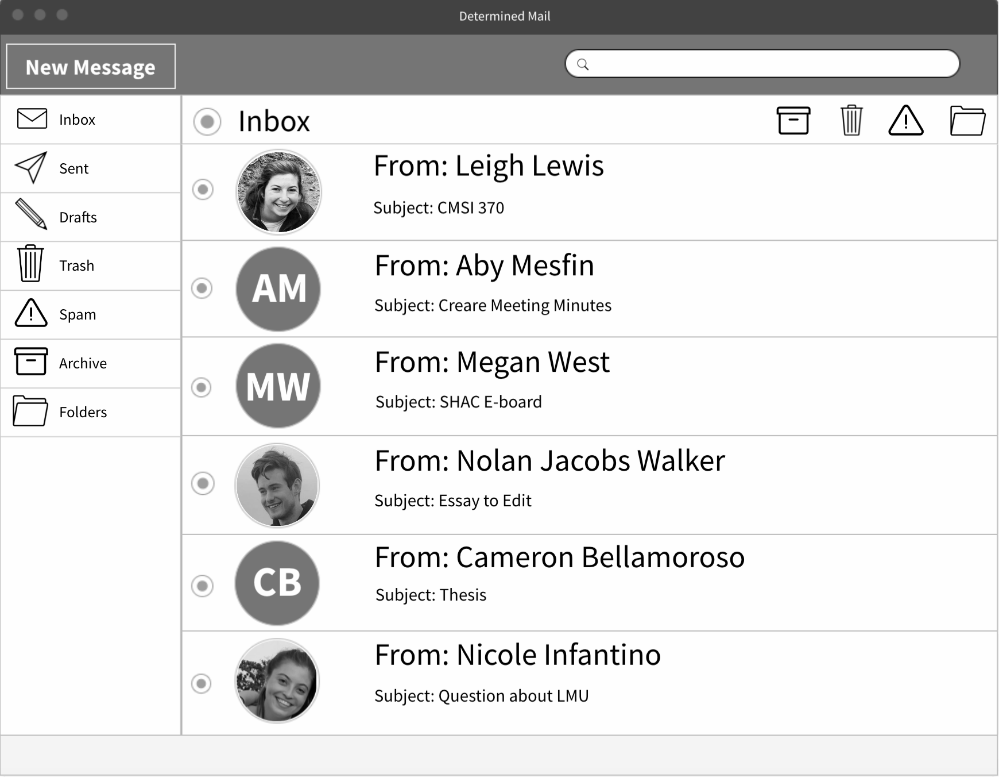 Determined Mail
New Message
Inbox
Sent
Drafts
Trash
Spam
Archive
Folders
Inbox
From: Leigh Lewis
Subject: CMSI 370
AM
From: Aby Mesfin
Subject: Creare Meeting Minutes
MW
From: Megan West
Subject: SHAC E-board
From: Nolan Jacobs Walker
Subject: Essay to Edit
CB
From: Cameron Bellamoroso
Subject: Thesis
From: Nicole Infantino
Subject: Question about LMU